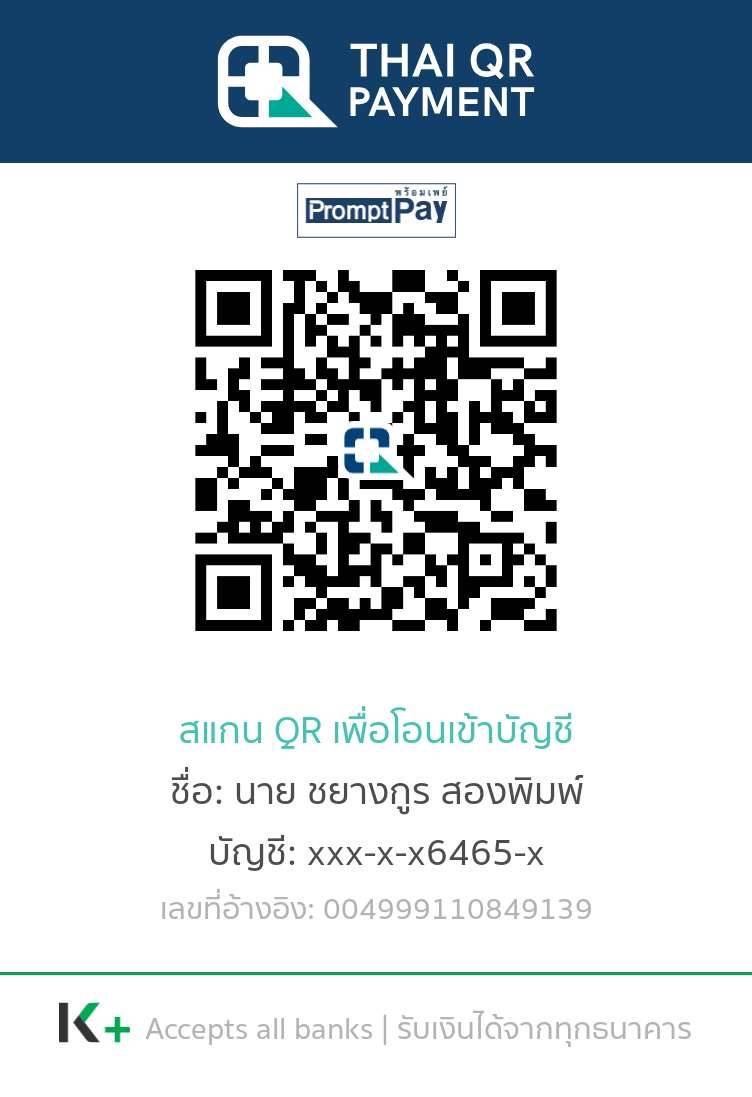 THAI QR
PAYMENT
พร้อมเพย์
PromptPay
สแกน QR เพื่อโอนเข้าบัญชี
ชื่อ: นาย ชยางกูร สองพิมพ์
บัญชี: xxx-x-x6465-x
เลขที่อ้างอิง: 004999110849139
K+ Accepts all banks | รับเงินได้จากทุกธนาคาร